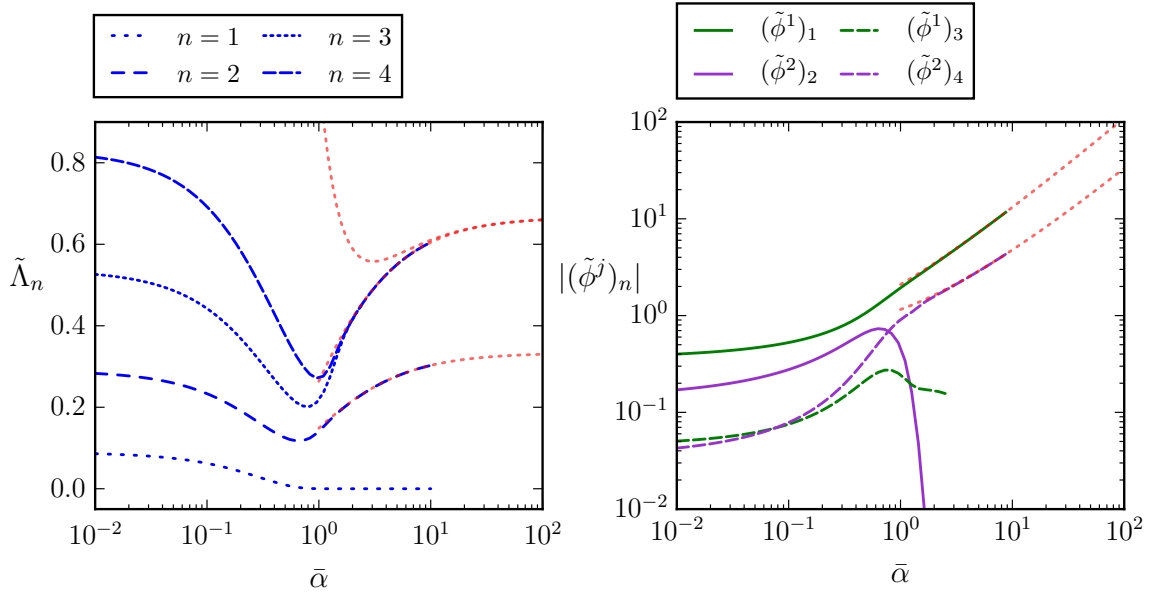 n = 1 n = 3
n = 2 n = 4
0.8
0.6
0.4
0.2
0.0
Λ̃ₙ
10⁻² 10⁻¹ 10⁰ 10¹ 10²
ᾱ
(φ̃¹)₁ (φ̃¹)₃
(φ̃²)₂ (φ̃²)₄
10²
10¹
10⁰
10⁻¹
10⁻²
|(φ̃ʲ)ₙ|
10⁻² 10⁻¹ 10⁰ 10¹ 10²
ᾱ